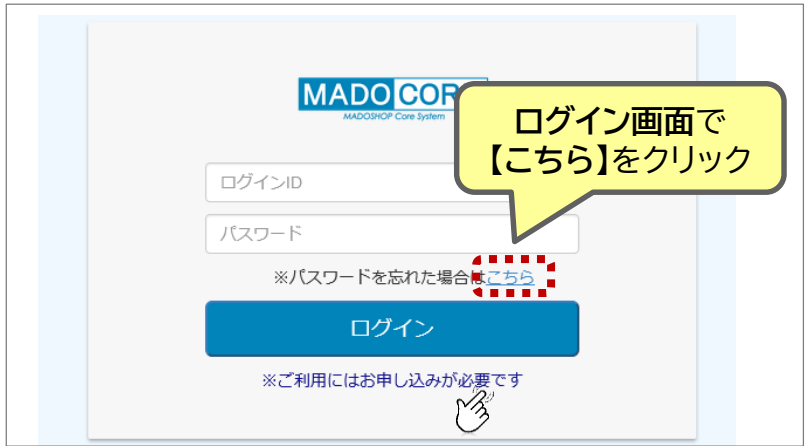 MADO COR
MADOSHOP Core System
ログイン画面で
【こちら】をクリック
ログインID
パスワード
※パスワードを忘れた場合はこちら
ログイン
※ご利用にはお申し込みが必要です